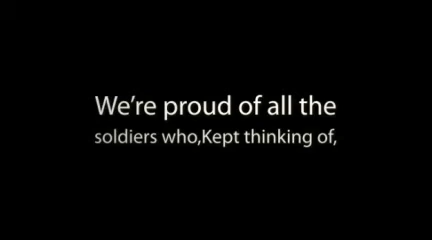 We’re proud of all the
soldiers who,Kept thinking of,